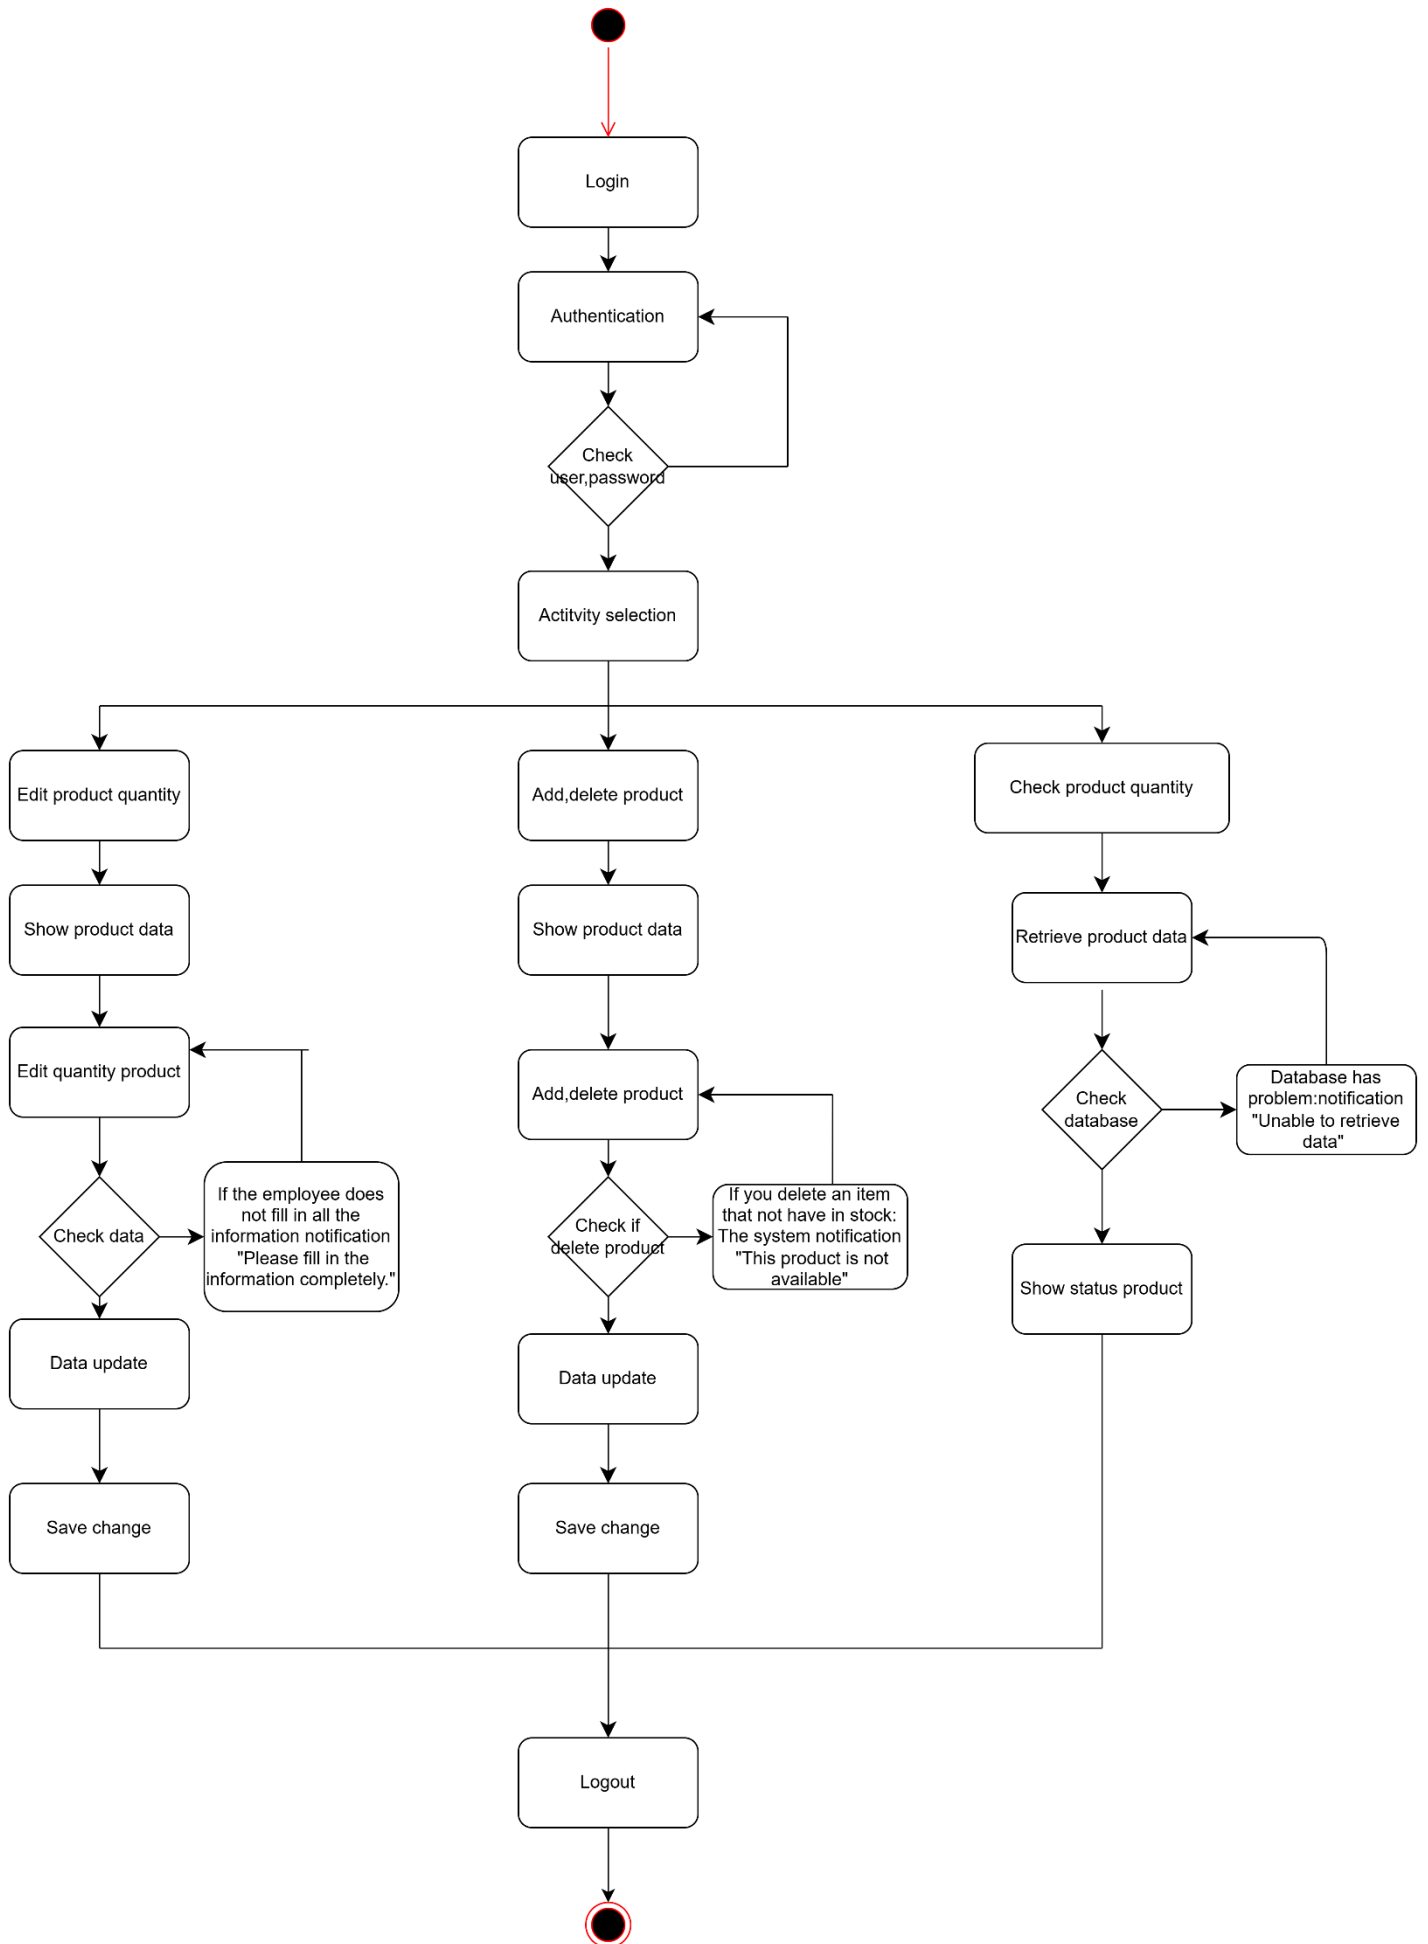 Login
Authentication
Check
user,password
Actitvity selection
Edit product quantity
Add,delete product
Check product quantity
Show product data
Show product data
Retrieve product data
Edit quantity product
Add,delete product
Check
database
Database has
problem:notification
"Unable to retrieve
data"
Check data
If the employee does
not fill in all the
information notification
"Please fill in the
information completely."
Check if
delete product
If you delete an item
that not have in stock:
The system notification
"This product is not
available"
Show status product
Data update
Data update
Save change
Save change
Logout